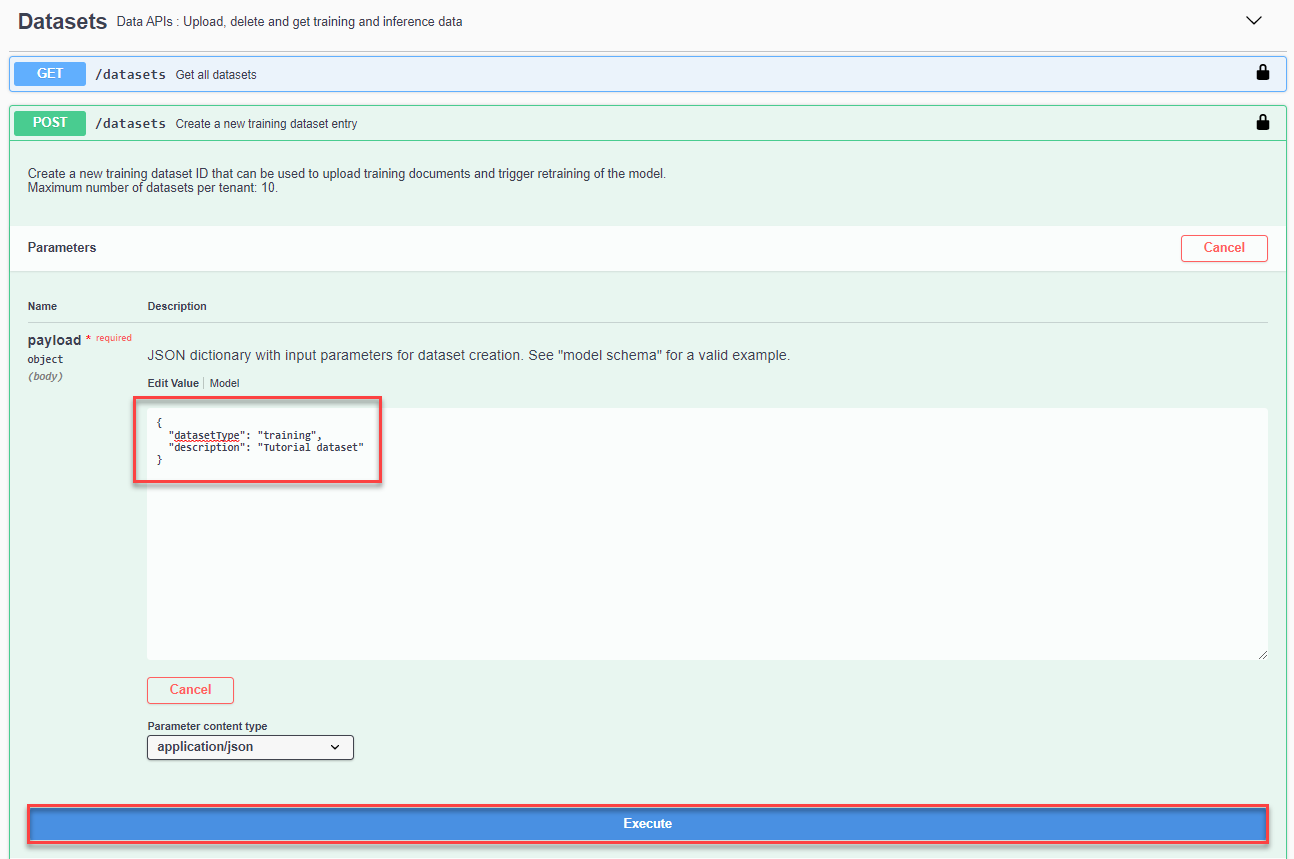 Datasets Data APIs : Upload, delete and get training and inference data
GET /datasets Get all datasets
POST /datasets Create a new training dataset entry
Create a new training dataset ID that can be used to upload training documents and trigger retraining of the model.
Maximum number of datasets per tenant: 10.
Parameters Cancel
Name Description
payload * required
object
(body)
JSON dictionary with input parameters for dataset creation. See "model schema" for a valid example.
Edit Value | Model
{
"datasetType": "training",
"description": "Tutorial dataset"
}
Cancel
Parameter content type
application/json
Execute